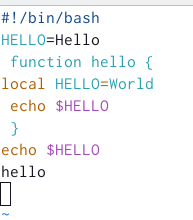 #!/bin/bash
HELLO=Hello
function hello {
local HELLO=World
echo $HELLO
}
echo $HELLO
hello
~